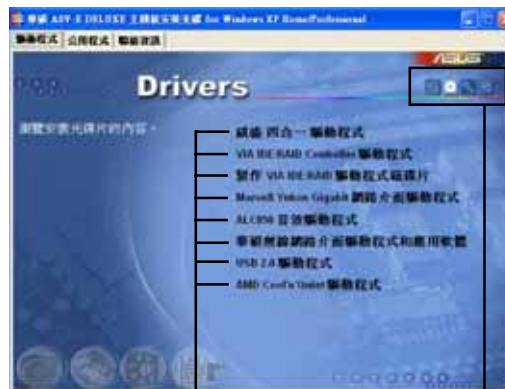 華碩 A8V-E DELUXE 主機板安裝光碟 for Windows XP Home/Professional
驅動程式 公用程式 聯絡資訊
ASUS
Drivers
瀏覽安裝光碟片的內容。
威盛 四合一 驅動程式
VIA IDE RAID Controller 驅動程式
製作 VIA IDE RAID 驅動程式磁碟片
Marvell Yukon Gigabit 網路介面驅動程式
ALC850 音效驅動程式
華碩無線網路介面驅動程式和應用軟體
USB 2.0 驅動程式
AMD Cool'n'Quiet 驅動程式